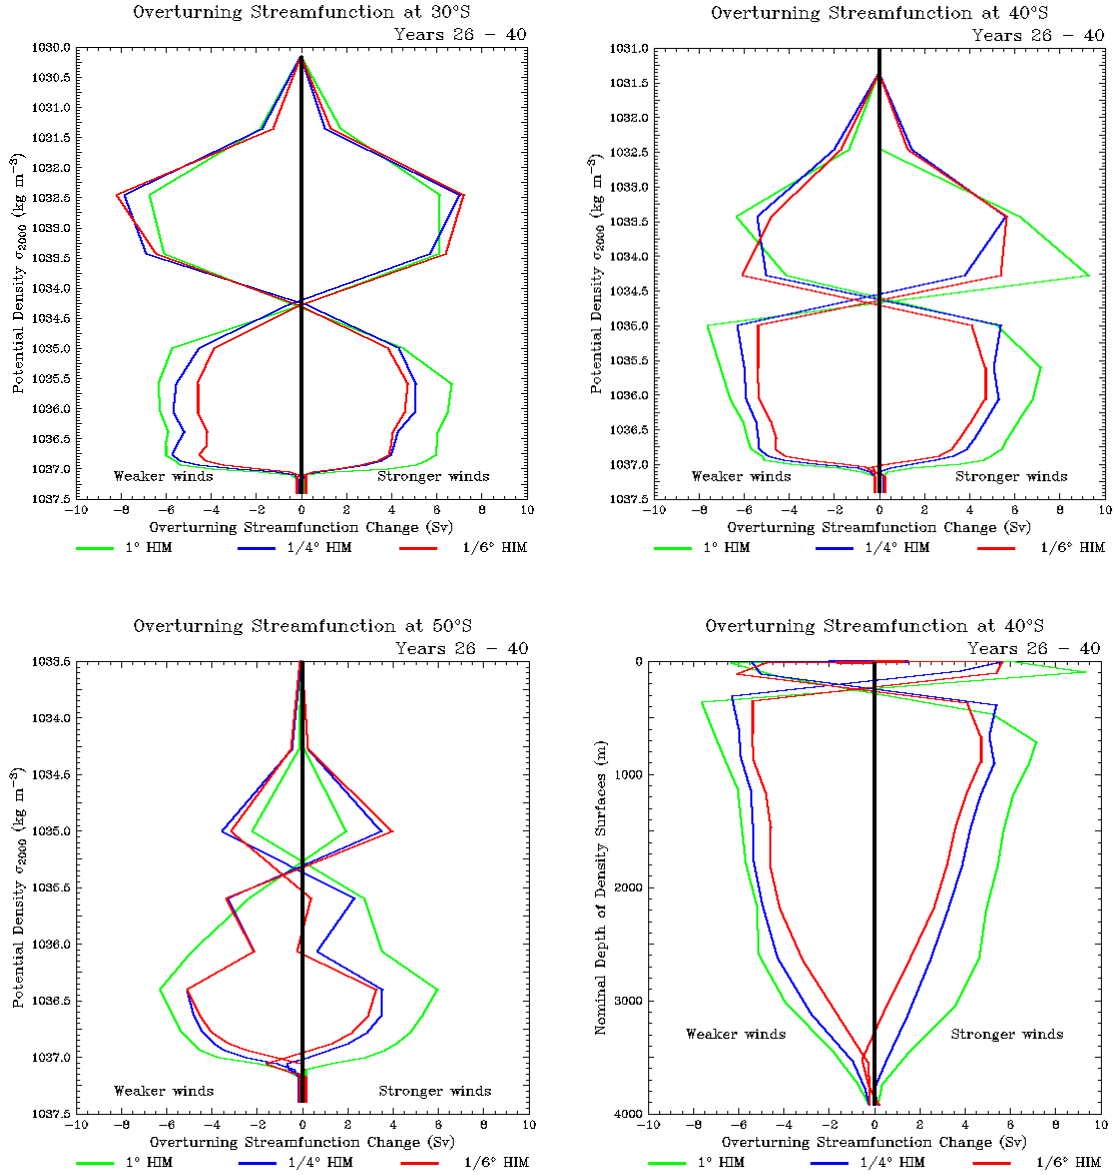 Overturning Streamfunction at 30°S
Years 26 – 40
1030.0
1030.5
1031.0
1031.5
1032.0
1032.5
1033.0
1033.5
1034.0
1034.5
1035.0
1035.5
1036.0
1036.5
1037.0
1037.5
Potential Density σ2000 (kg m−3)
Weaker winds
Stronger winds
−10 −8 −6 −4 −2 0 2 4 6 8 10
Overturning Streamfunction Change (Sv)
1° HIM 1/4° HIM 1/6° HIM
Overturning Streamfunction at 40°S
Years 26 – 40
1031.0
1031.5
1032.0
1032.5
1033.0
1033.5
1034.0
1034.5
1035.0
1035.5
1036.0
1036.5
1037.0
1037.5
Potential Density σ2000 (kg m−3)
Weaker winds
Stronger winds
−10 −8 −6 −4 −2 0 2 4 6 8 10
Overturning Streamfunction Change (Sv)
1° HIM 1/4° HIM 1/6° HIM
Overturning Streamfunction at 50°S
Years 26 – 40
1033.5
1034.0
1034.5
1035.0
1035.5
1036.0
1036.5
1037.0
1037.5
Potential Density σ2000 (kg m−3)
Weaker winds
Stronger winds
−10 −8 −6 −4 −2 0 2 4 6 8 10
Overturning Streamfunction Change (Sv)
1° HIM 1/4° HIM 1/6° HIM
Overturning Streamfunction at 40°S
Years 26 – 40
0
1000
2000
3000
4000
Nominal Depth of Density Surfaces (m)
Weaker winds
Stronger winds
−10 −8 −6 −4 −2 0 2 4 6 8 10
Overturning Streamfunction Change (Sv)
1° HIM 1/4° HIM 1/6° HIM